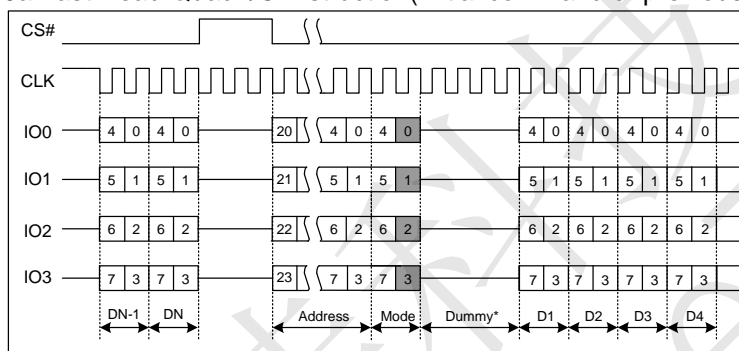 CS#
CLK
IO0 4 0 4 0 20 4 0 4 0 4 0 4 0 4 0 4 0
IO1 5 1 5 1 21 5 1 5 1 5 1 5 1 5 1 5 1
IO2 6 2 6 2 22 6 2 6 2 6 2 6 2 6 2 6 2
IO3 7 3 7 3 23 7 3 7 3 7 3 7 3 7 3 7 3
DN-1 DN Address Mode Dummy* D1 D2 D3 D4